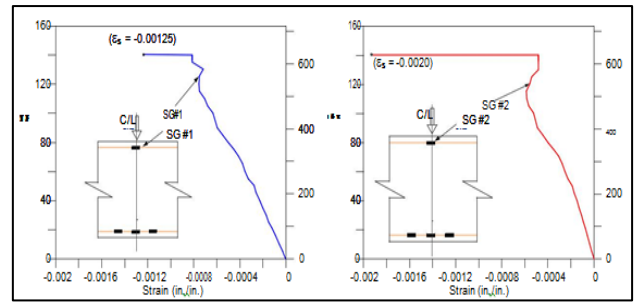 160
120
80
40
0
(εs = -0.00125)
SG#1
C/L
SG #1
600
400
200
0
-0.002 -0.0016 -0.0012 -0.0008 -0.0004 0
Strain (in./(in.)
160
120
80
40
0
(εs = -0.0020)
SG #2
C/L
SG #2
600
400
200
0
-0.002 -0.0016 -0.0012 -0.0008 -0.0004 0
Strain (in./(in.)